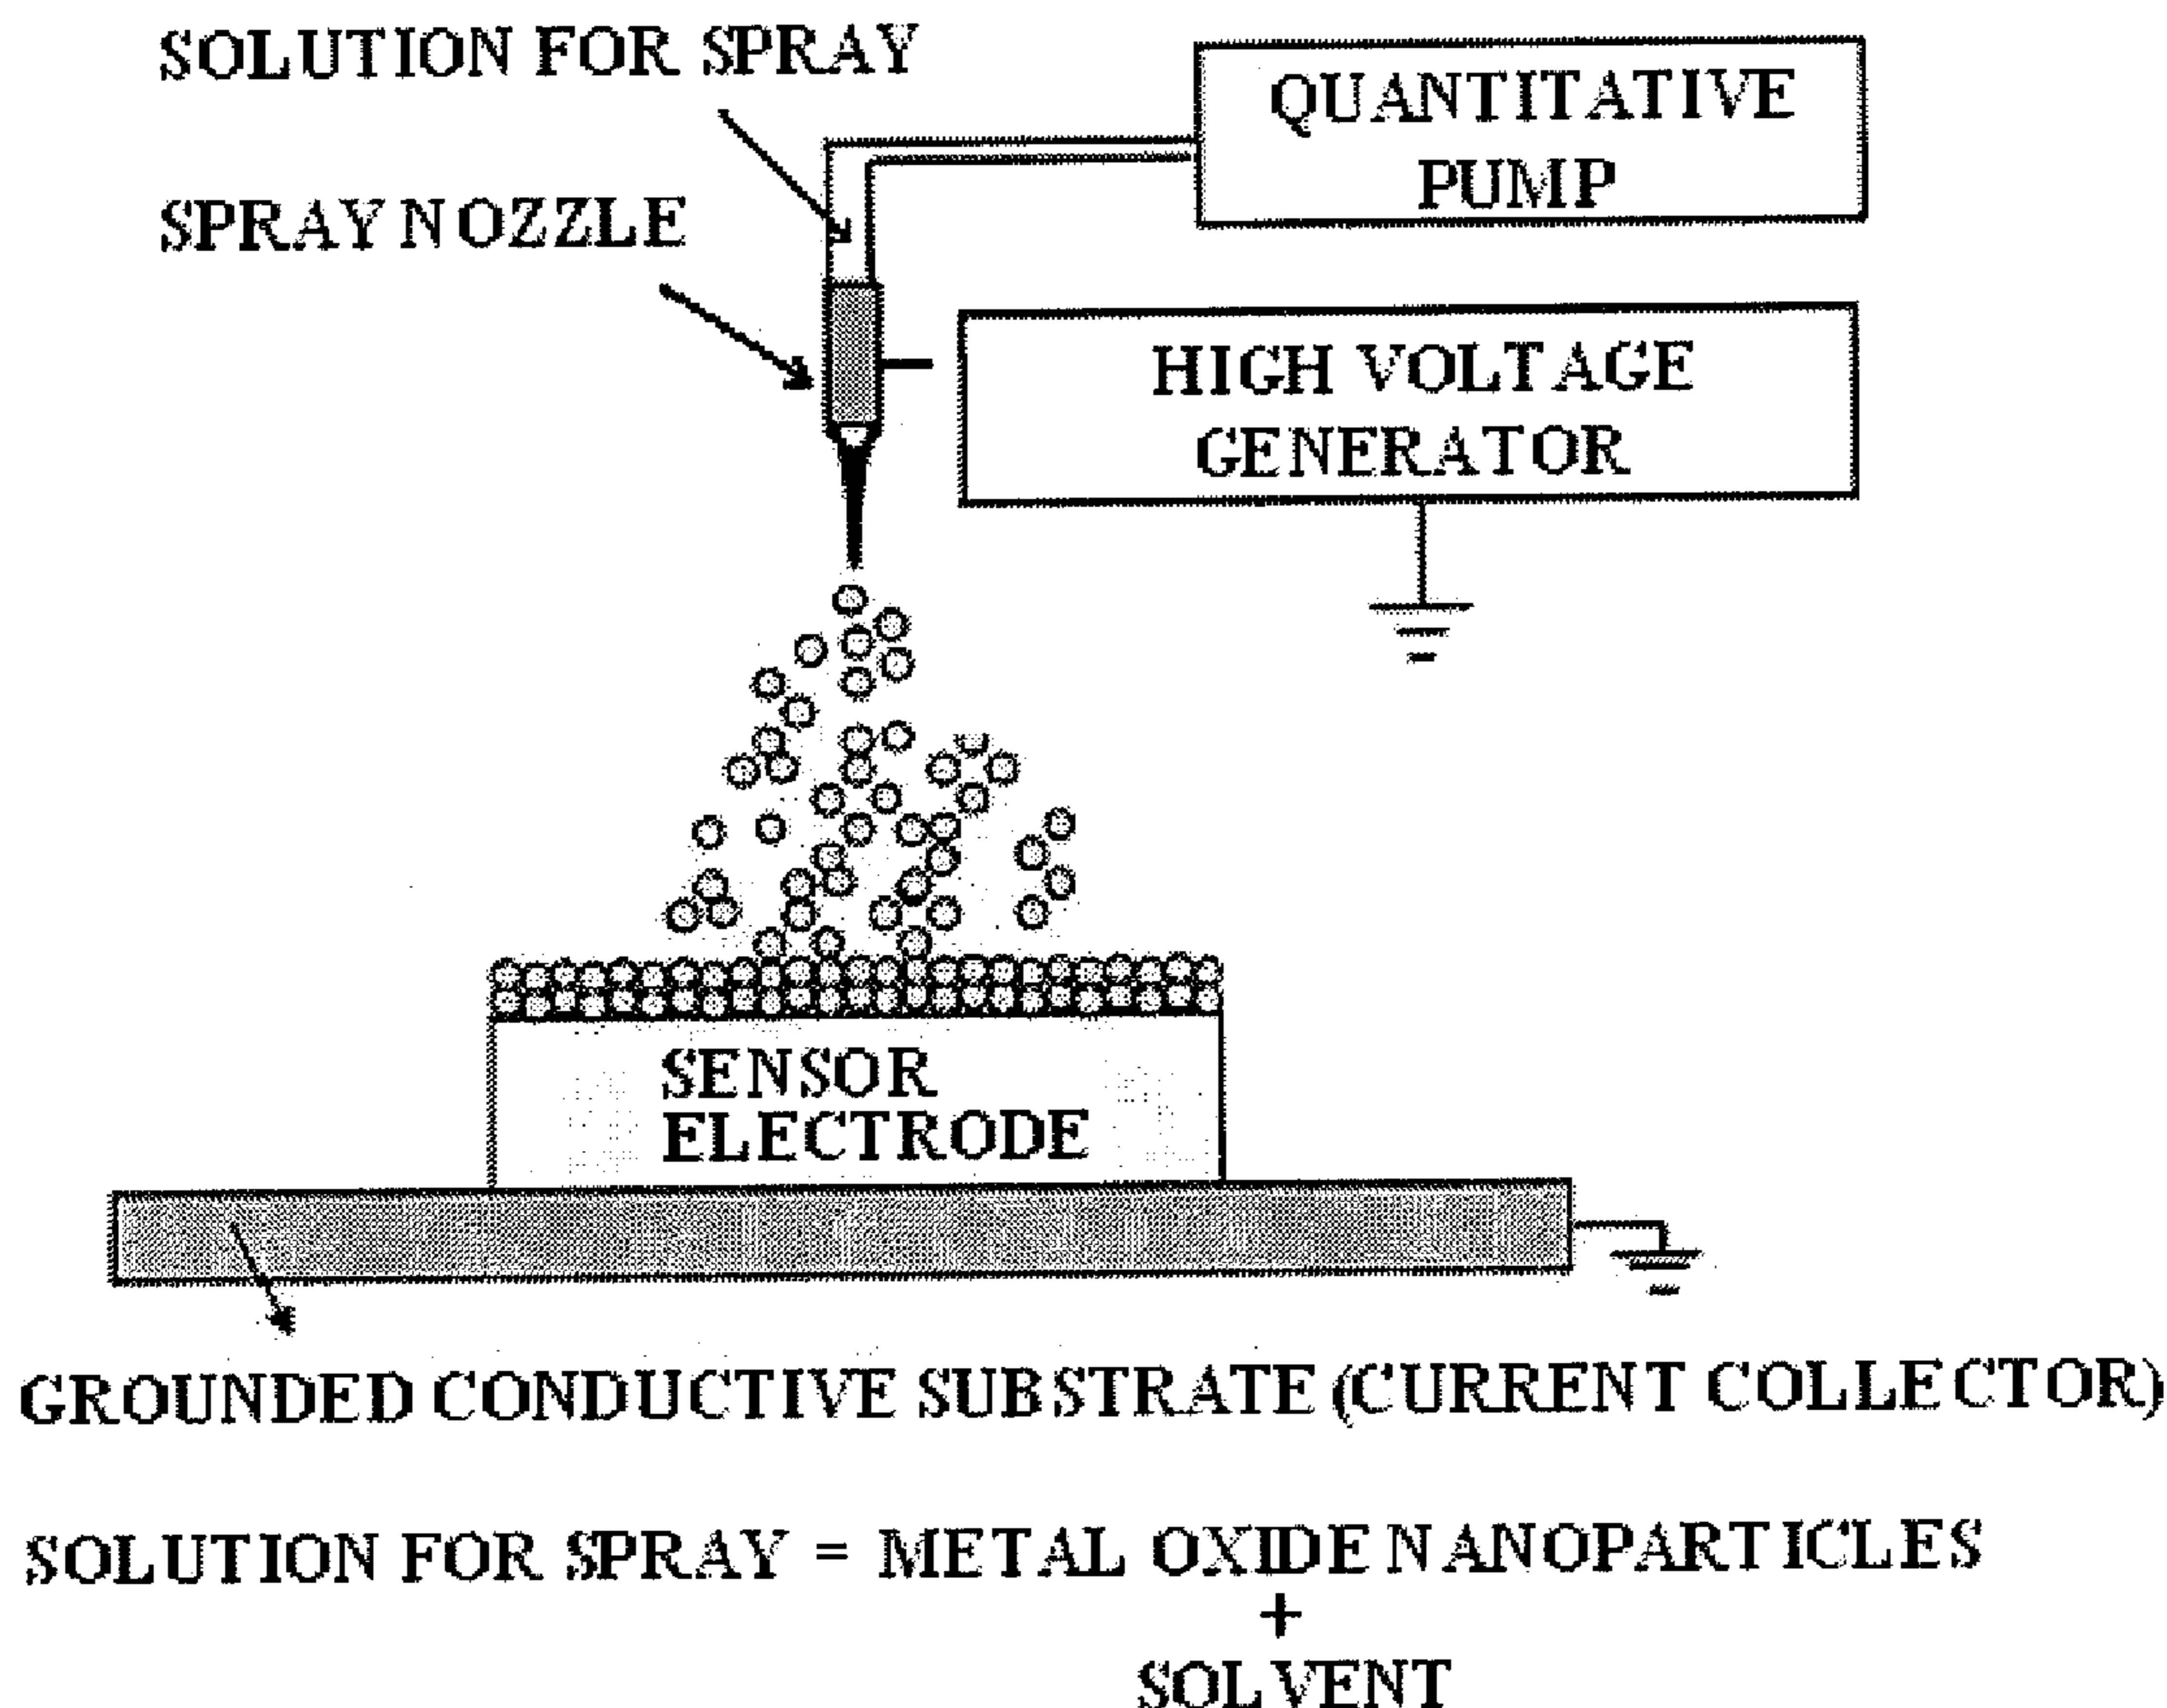 SOLUTION FOR SPRAY
QUANTITATIVE
PUMP
SPRAY NOZZLE
HIGH VOLTAGE
GENERATOR
SENSOR
ELECTRODE
GROUNDED CONDUCTIVE SUBSTRATE (CURRENT COLLECTOR)
SOLUTION FOR SPRAY = METAL OXIDE NANOPARTICLES
+
SOLVENT